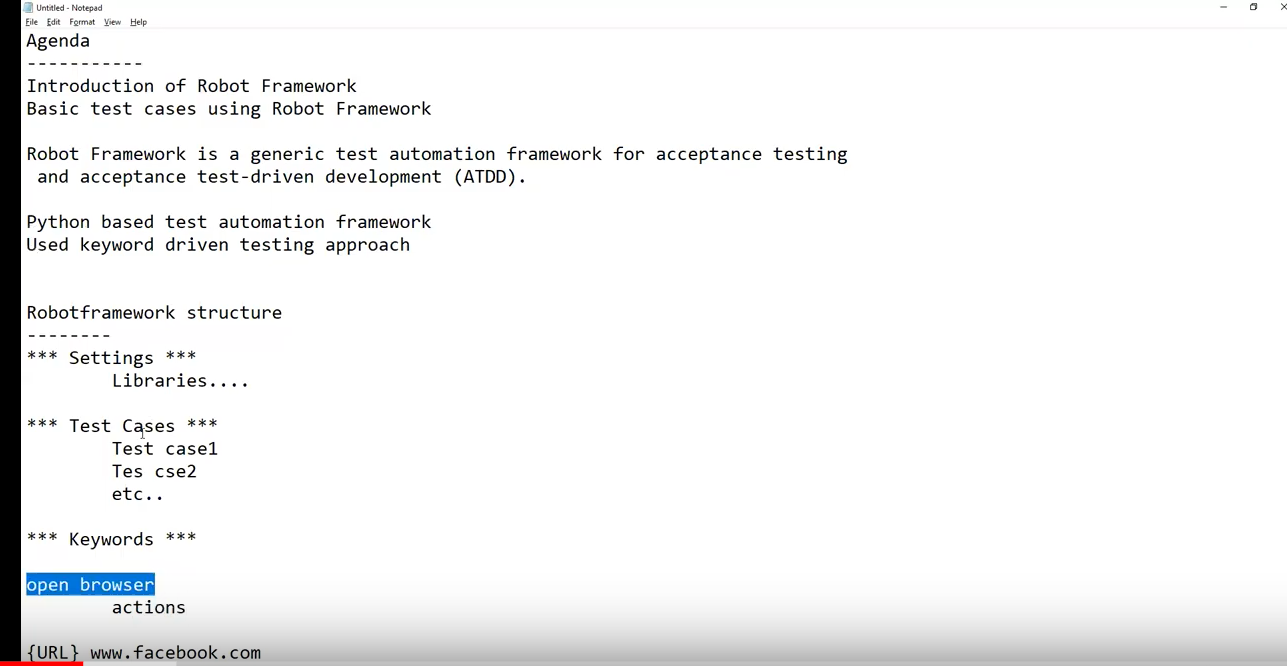 Untitled - Notepad
File Edit Format View Help
Agenda
-----------
Introduction of Robot Framework
Basic test cases using Robot Framework
Robot Framework is a generic test automation framework for acceptance testing
and acceptance test-driven development (ATDD).
Python based test automation framework
Used keyword driven testing approach
Robotframework structure
--------
*** Settings ***
Libraries....
*** Test Cases ***
Test case1
Tes cse2
etc..
*** Keywords ***
open browser
actions
{URL} www.facebook.com